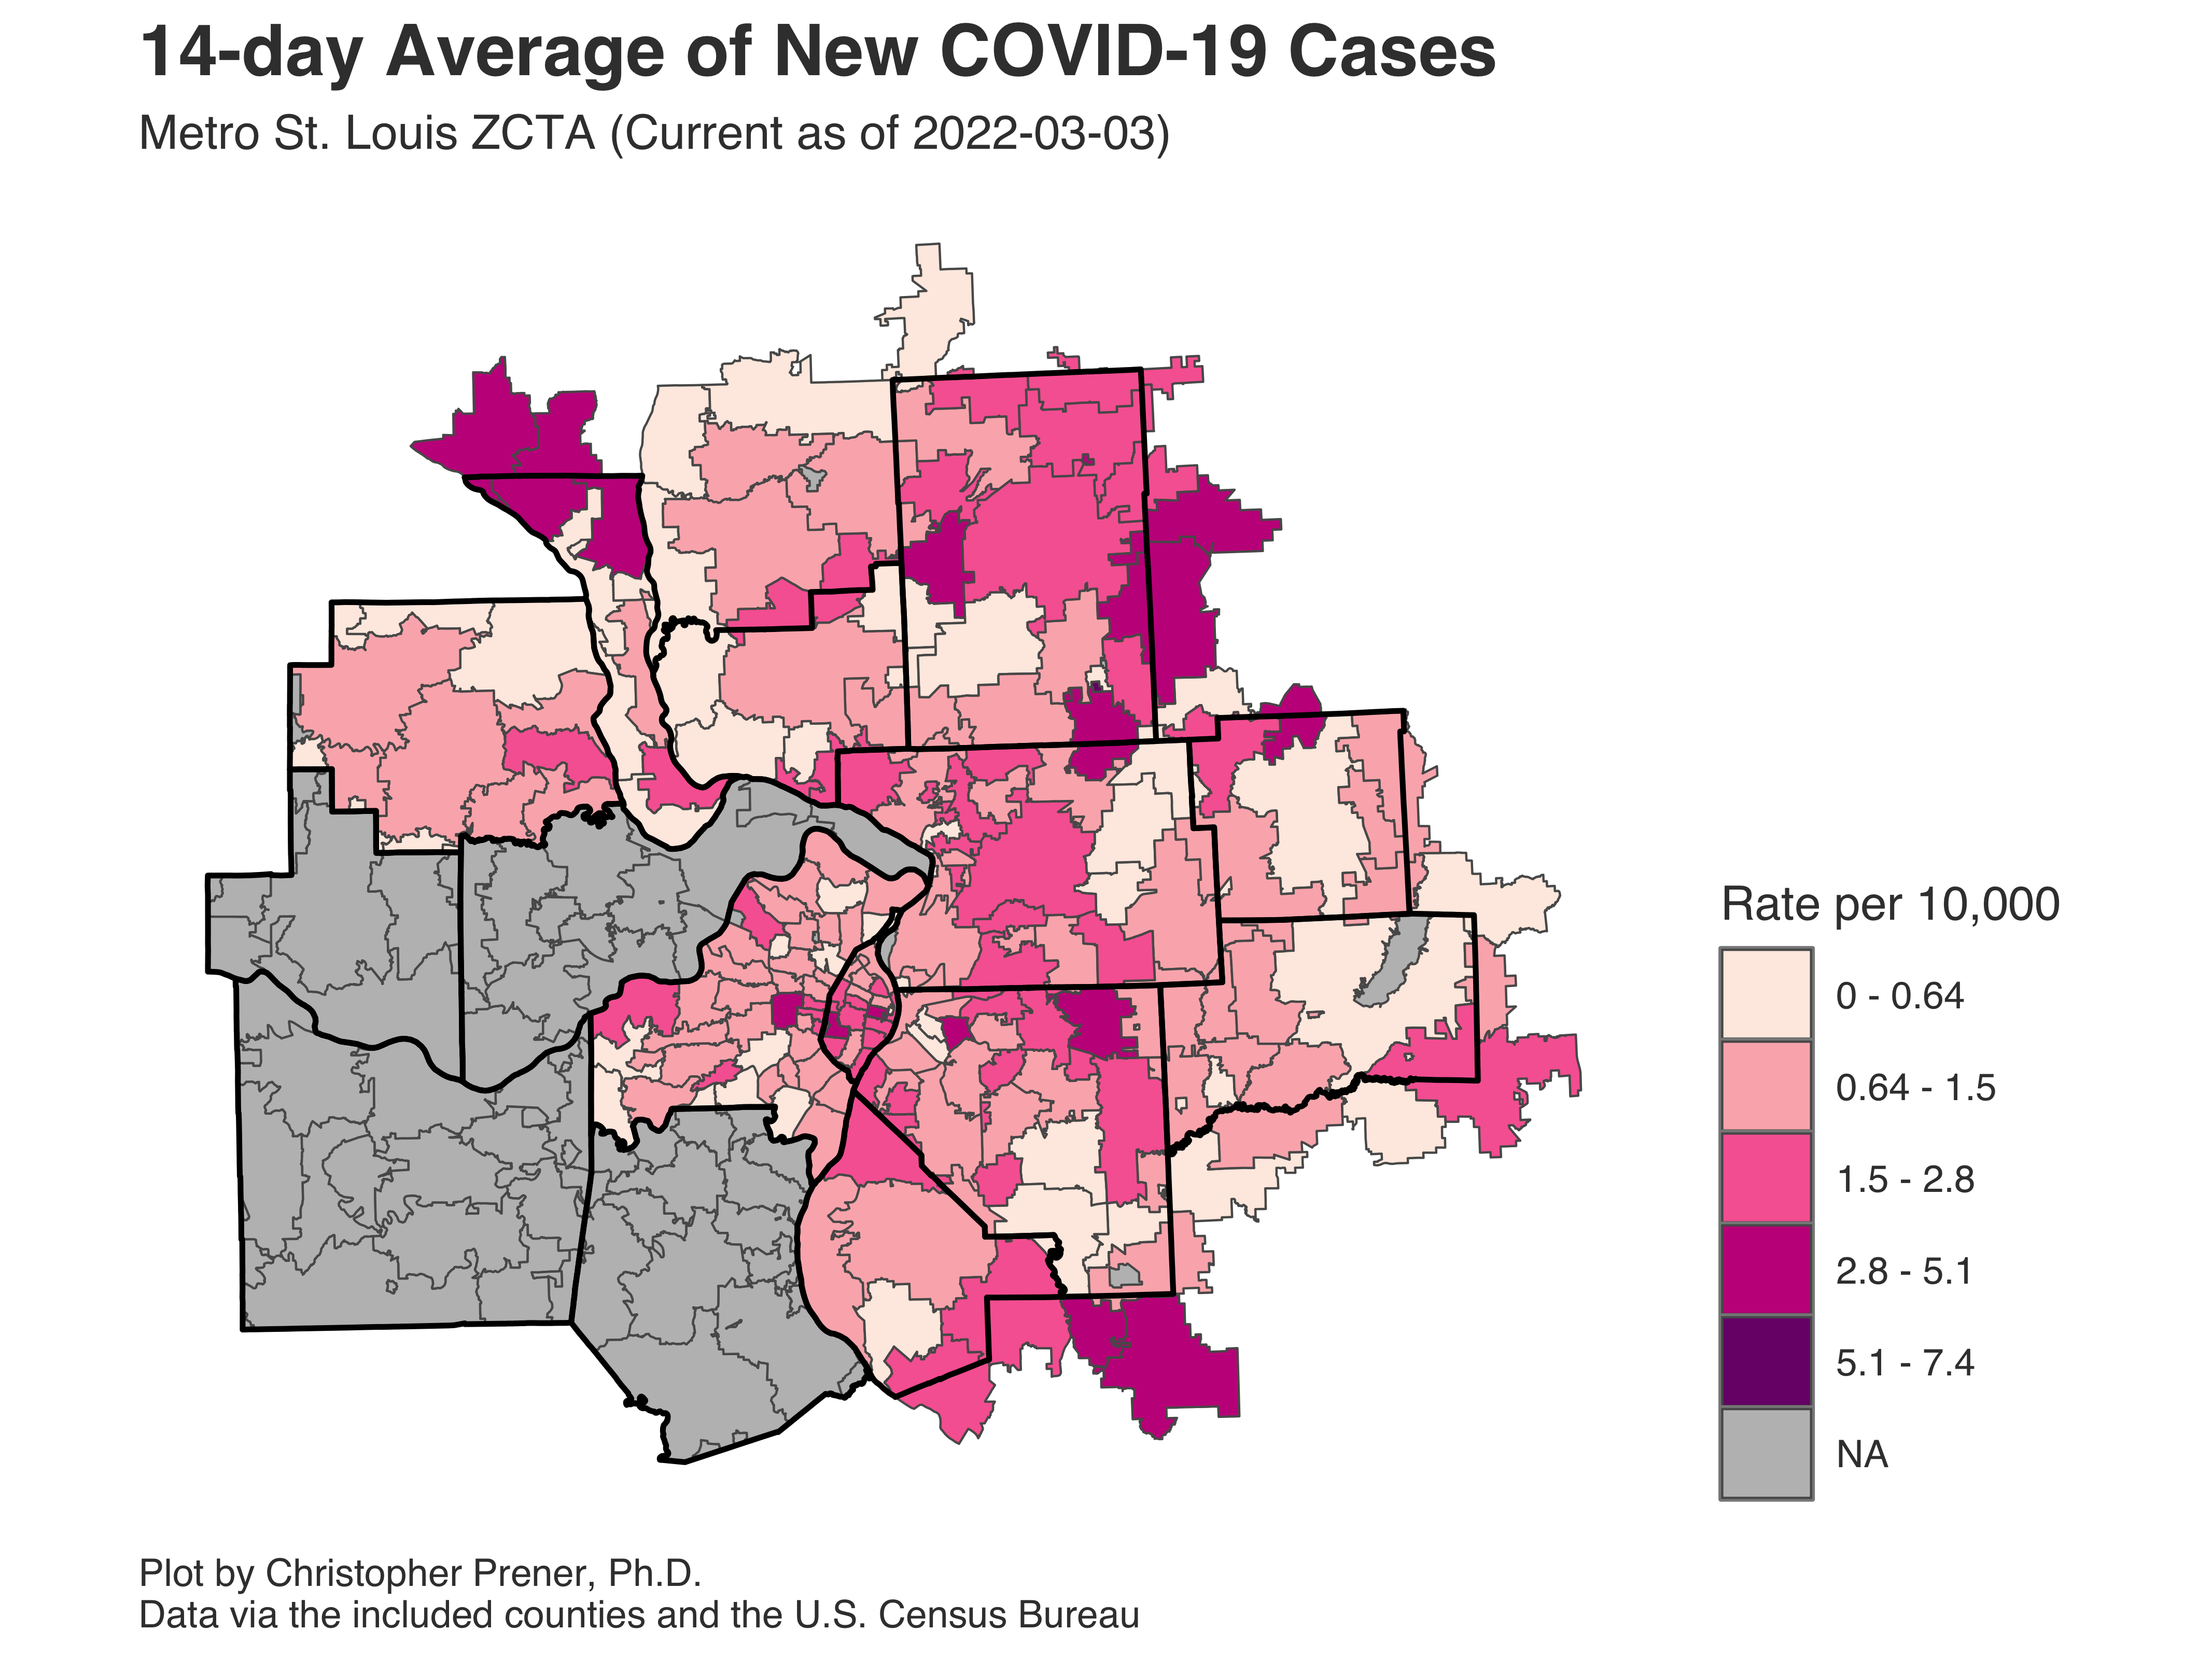 14-day Average of New COVID-19 Cases
Metro St. Louis ZCTA (Current as of 2022-03-03)
Rate per 10,000
0 - 0.64
0.64 - 1.5
1.5 - 2.8
2.8 - 5.1
5.1 - 7.4
NA
Plot by Christopher Prener, Ph.D.
Data via the included counties and the U.S. Census Bureau